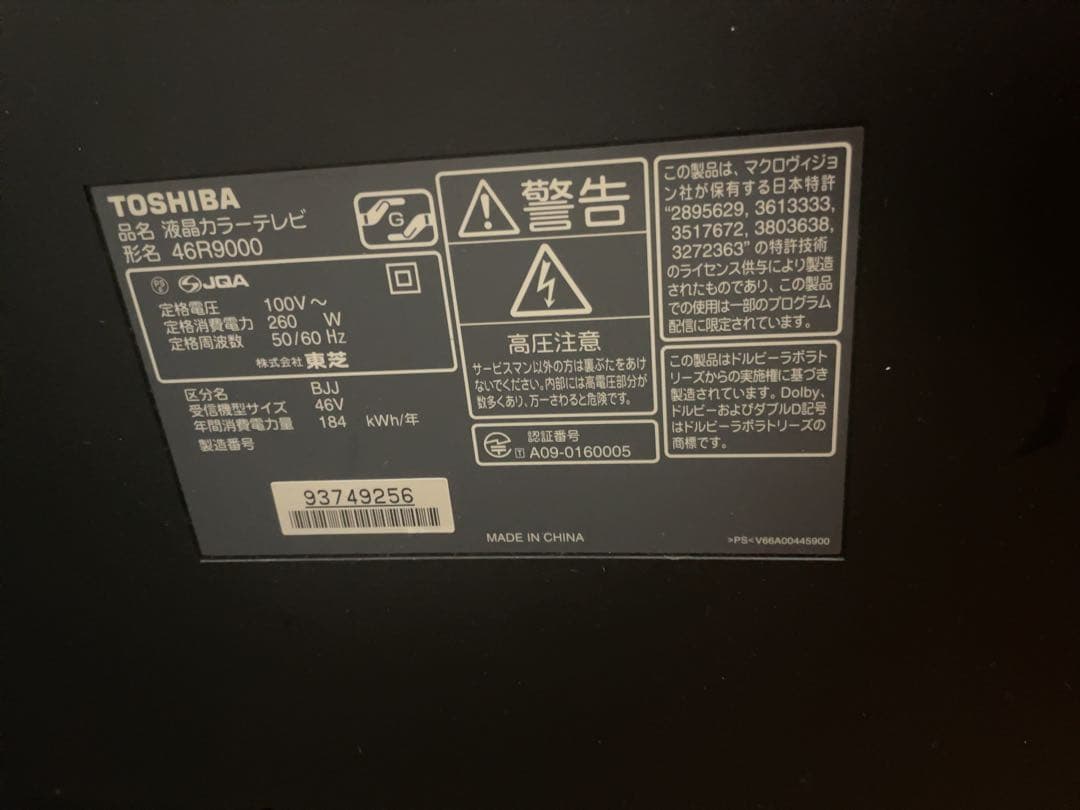 TOSHIBA
品名 液晶カラーテレビ
形名 46R9000
G
PS
E
JQA
定格電圧 100V～
定格消費電力 260 W
定格周波数 50/60 Hz
株式会社 東芝
区分名 BJJ
受信機型サイズ 46V
年間消費電力量 184 kWh/年
製造番号
93749256
警告
高圧注意
サービスマン以外の方は裏ぶたをあけ
ないでください。内部には高電圧部分が
数多くあり、万一さわると危険です。
認証番号
T A09-0160005
MADE IN CHINA
この製品は、マクロヴィジョ
ン社が保有する日本特許
"2895629, 3613333,
3517672, 3803638,
3272363" の特許技術
のライセンス供与により製造
されたものであり、この製品
での使用は一部のプログラム
配信に限定されています。
この製品はドルビーラボラト
リーズからの実施権に基づき
製造されています。Dolby、
ドルビーおよびダブルD記号
はドルビーラボラトリーズの
商標です。
>PS< V66A00445900